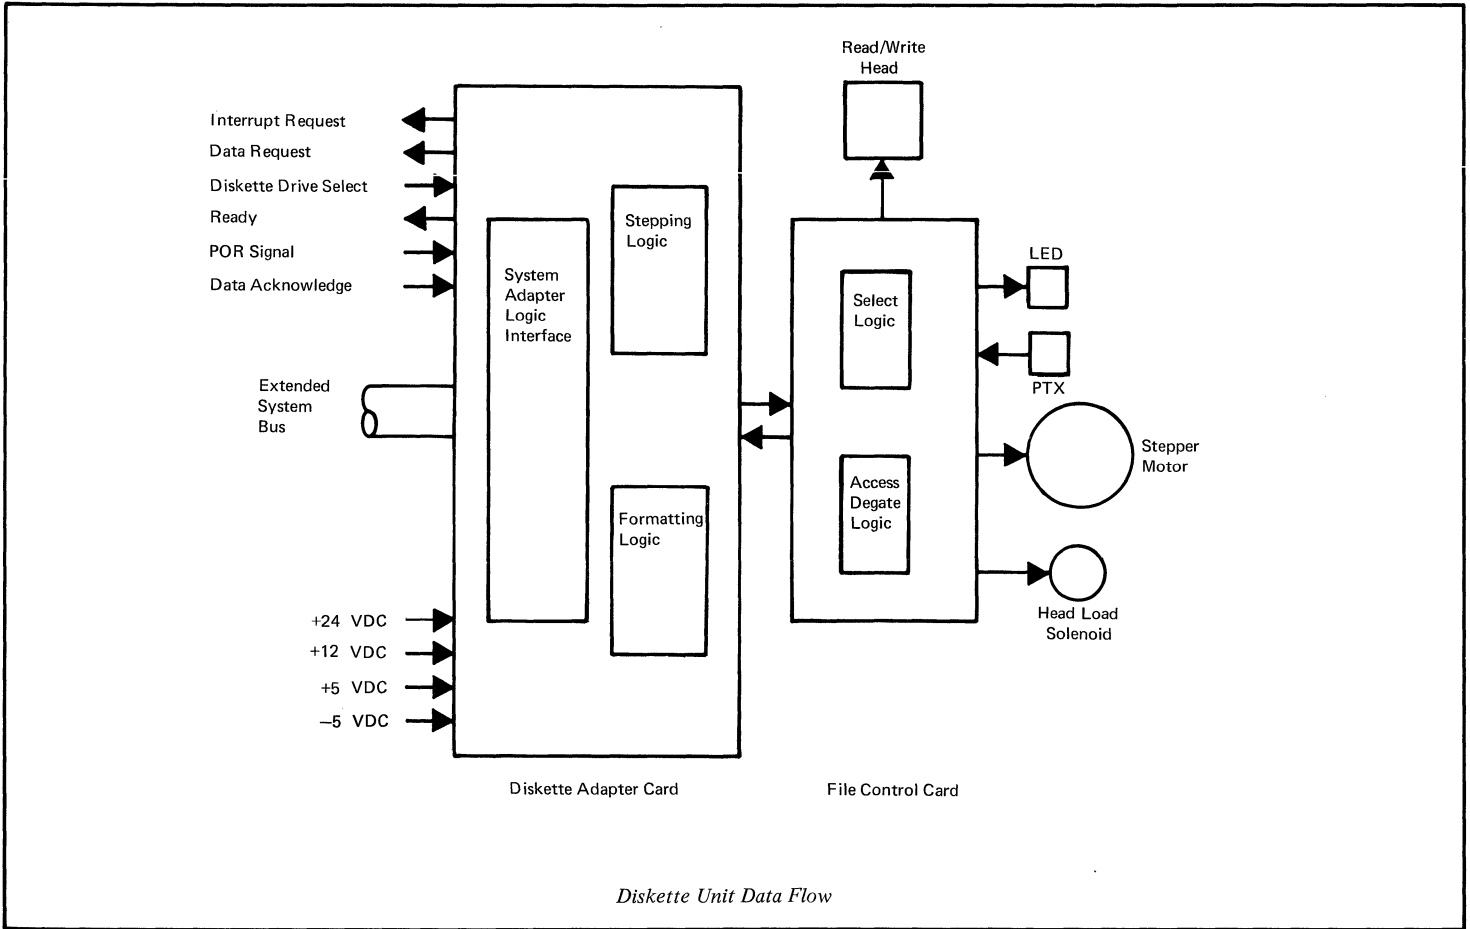 Read/Write
Head
Interrupt Request
Data Request
Diskette Drive Select
Ready
POR Signal
Data Acknowledge
Extended
System
Bus
+24 VDC
+12 VDC
+5 VDC
−5 VDC
System
Adapter
Logic
Interface
Stepping
Logic
Formatting
Logic
Select
Logic
Access
Degate
Logic
LED
PTX
Stepper
Motor
Head Load
Solenoid
Diskette Adapter Card
File Control Card
Diskette Unit Data Flow